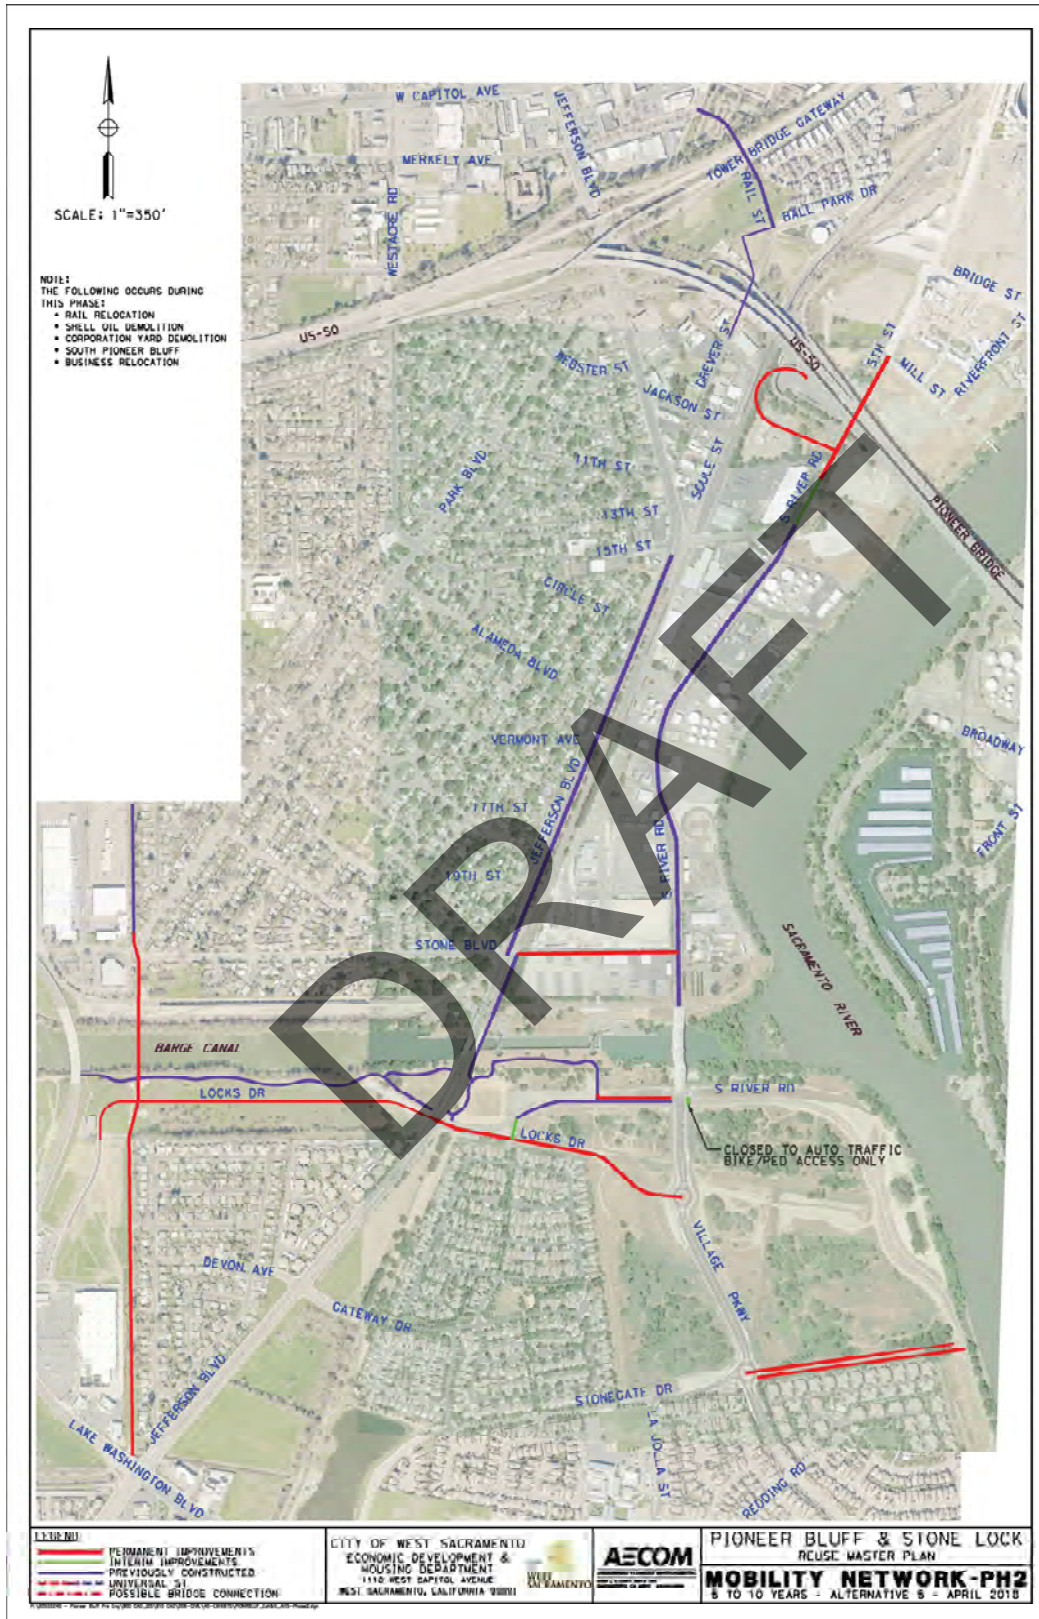 W CAPITOL AVE
JEFFERSON BLVD
TOWER BRIDGE GATEWAY
MERKELY AVE
WESTACRE RD
RAIL ST
BALL PARK DR
SCALE: 1"=350'
NOTE:
THE FOLLOWING OCCURS DURING
THIS PHASE:
• RAIL RELOCATION
• SHELL OIL DEMOLITION
• CORPORATION YARD DEMOLITION
• SOUTH PIONEER BLUFF
• BUSINESS RELOCATION
BRIDGE ST
US-50
DREVER ST
US-50
5TH ST
MILL ST
RIVERFRONT ST
WEBSTER ST
JACKSON ST
SOULE ST
PARK BLVD
11TH ST
S RIVER RD
13TH ST
PIONEER BRIDGE
15TH ST
CIRCLE ST
ALAMEDA BLVD
VERMONT AVE
BROADWAY
JEFFERSON BLVD
17TH ST
FRONT ST
S RIVER RD
19TH ST
STONE BLVD
SACRAMENTO RIVER
DRAFT
BARGE CANAL
LOCKS DR
S RIVER RD
LOCKS DR
CLOSED TO AUTO TRAFFIC
BIKE/PED ACCESS ONLY
VILLAGE PKWY
DEVON AVE
GATEWAY DR
JEFFERSON BLVD
STONEGATE DR
LAKE WASHINGTON BLVD
LA JOLLA ST
REDDING RD
LEGEND
PERMANENT IMPROVEMENTS
INTERIM IMPROVEMENTS
PREVIOUSLY CONSTRUCTED
UNIVERSAL ST
POSSIBLE BRIDGE CONNECTION
CITY OF WEST SACRAMENTO
ECONOMIC DEVELOPMENT &
HOUSING DEPARTMENT
1110 WEST CAPITOL AVENUE
WEST SACRAMENTO, CALIFORNIA 95691
WEST
SACRAMENTO
AECOM
PIONEER BLUFF & STONE LOCK
REUSE MASTER PLAN
MOBILITY NETWORK-PH2
5 TO 10 YEARS - ALTERNATIVE 5 - APRIL 2018